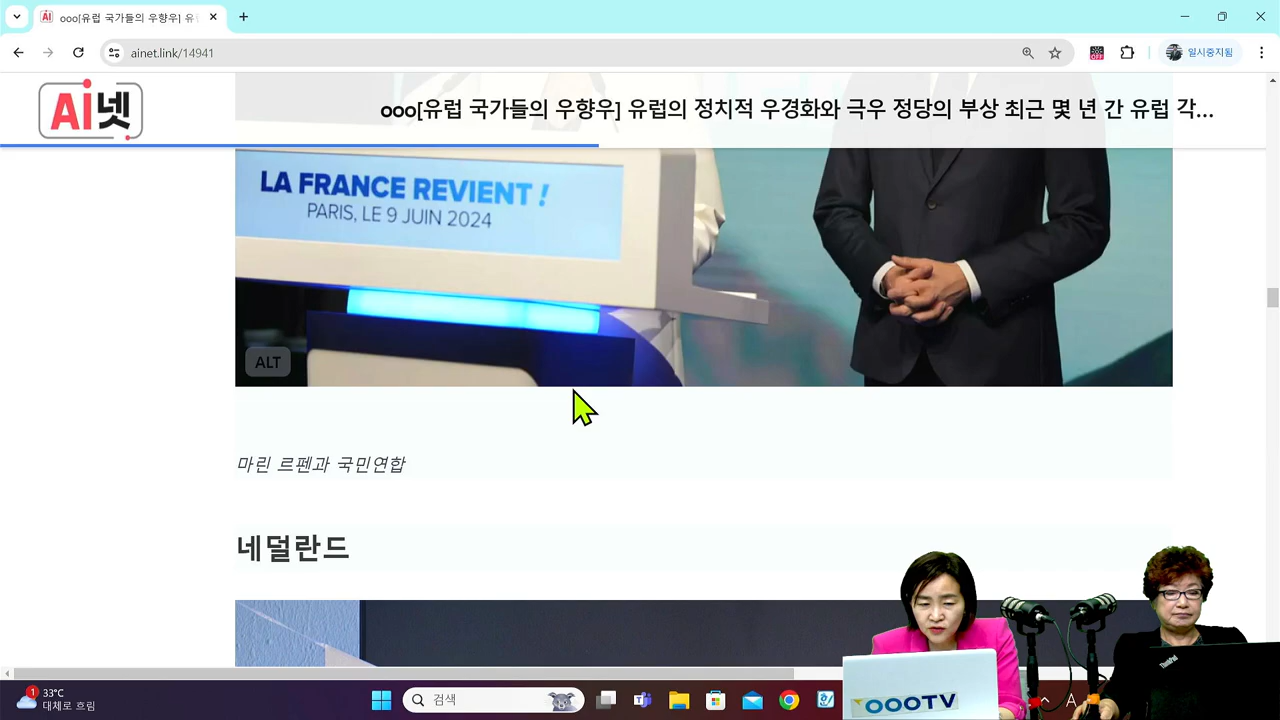 ooo[유럽 국가들의 우향우] 유
ainet.link/14941
OFF
일시중지됨
Ai넷
ooo[유럽 국가들의 우향우] 유럽의 정치적 우경화와 극우 정당의 부상 최근 몇 년 간 유럽 각...
LA FRANCE REVIENT !
PARIS, LE 9 JUIN 2024
ALT
마린 르펜과 국민연합
네덜란드
OOOTV
ThinkPad
1
33°C
대체로 흐림
검색
A